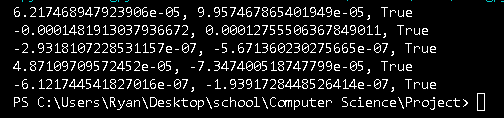 6.217468947923906e-05, 9.957467865401949e-05, True
-0.0001481913037936672, 0.00012755506367849011, True
-2.9318107228531157e-07, -5.671360230275665e-07, True
4.87109709572452e-05, -7.347400518747799e-05, True
-6.121744541827016e-07, -1.9391728448526414e-07, True
PS C:\Users\Ryan\Desktop\school\Computer Science\Project>